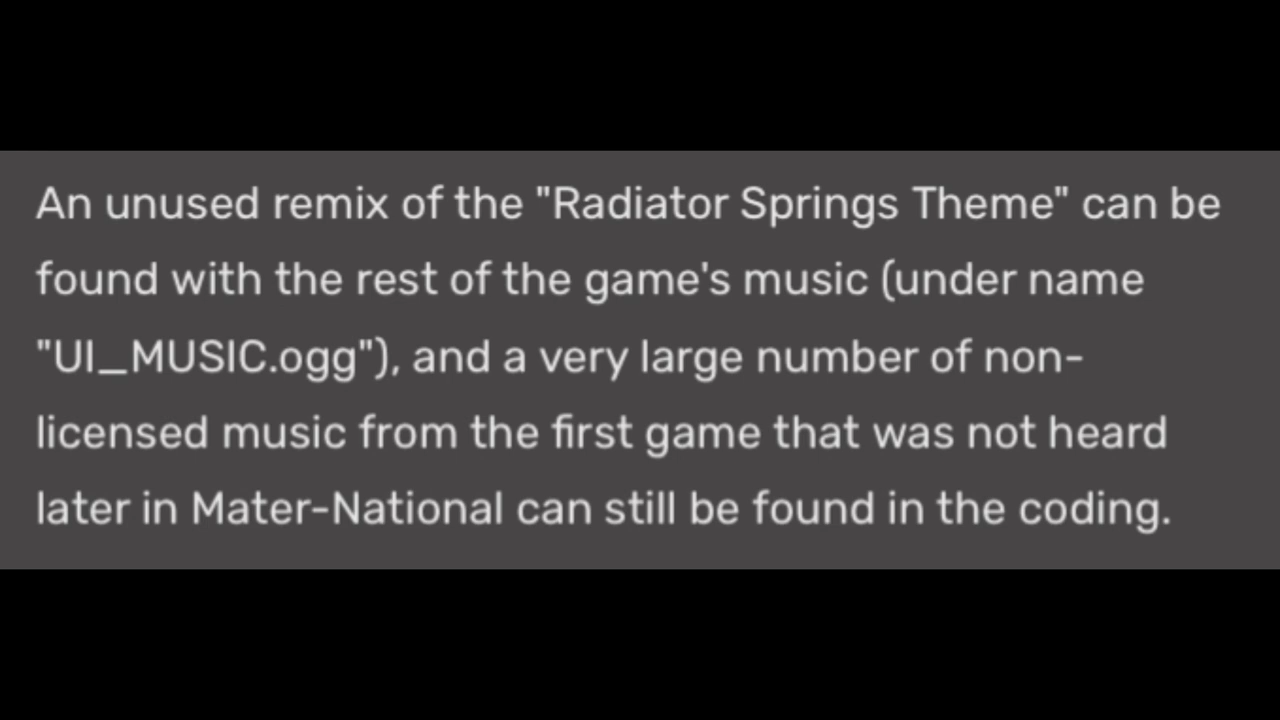 An unused remix of the "Radiator Springs Theme" can be
found with the rest of the game's music (under name
"UI_MUSIC.ogg"), and a very large number of non-
licensed music from the first game that was not heard
later in Mater-National can still be found in the coding.